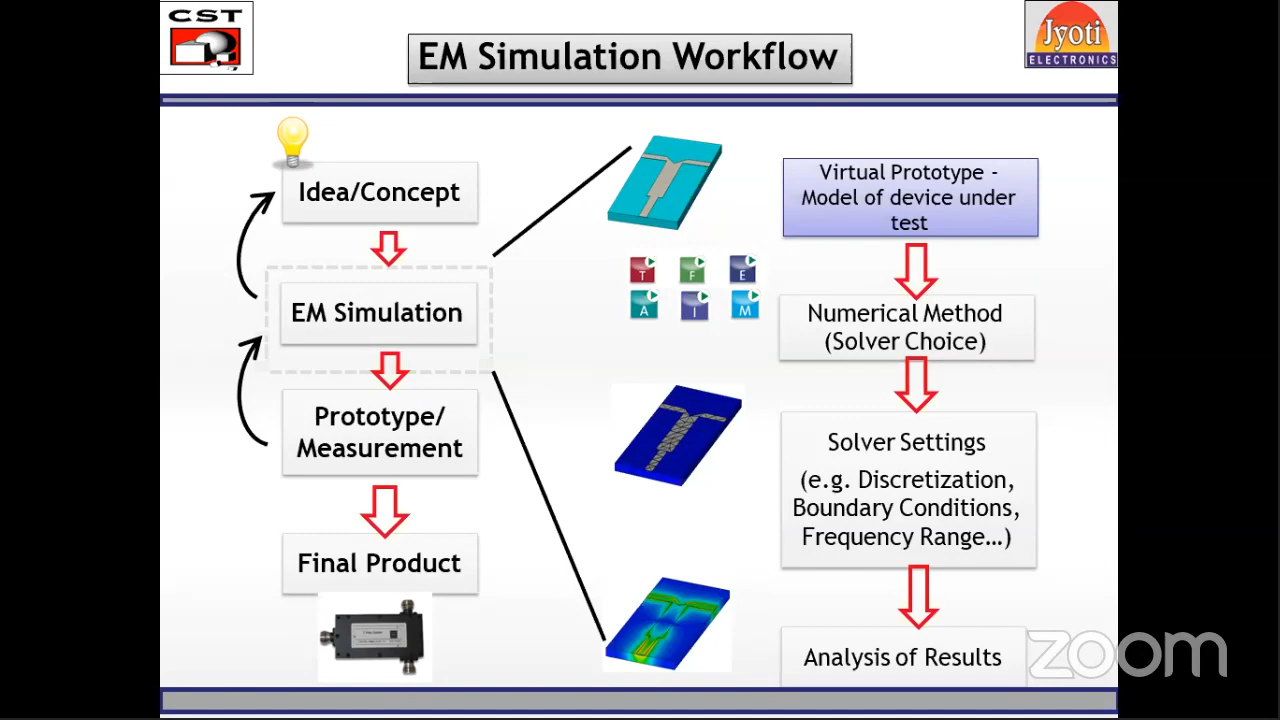 CST
EM Simulation Workflow
Jyoti
ELECTRONICS
Idea/Concept
EM Simulation
Prototype/
Measurement
Final Product
T F E
A I M
Virtual Prototype -
Model of device under
test
Numerical Method
(Solver Choice)
Solver Settings
(e.g. Discretization,
Boundary Conditions,
Frequency Range…)
Analysis of Results
zoom